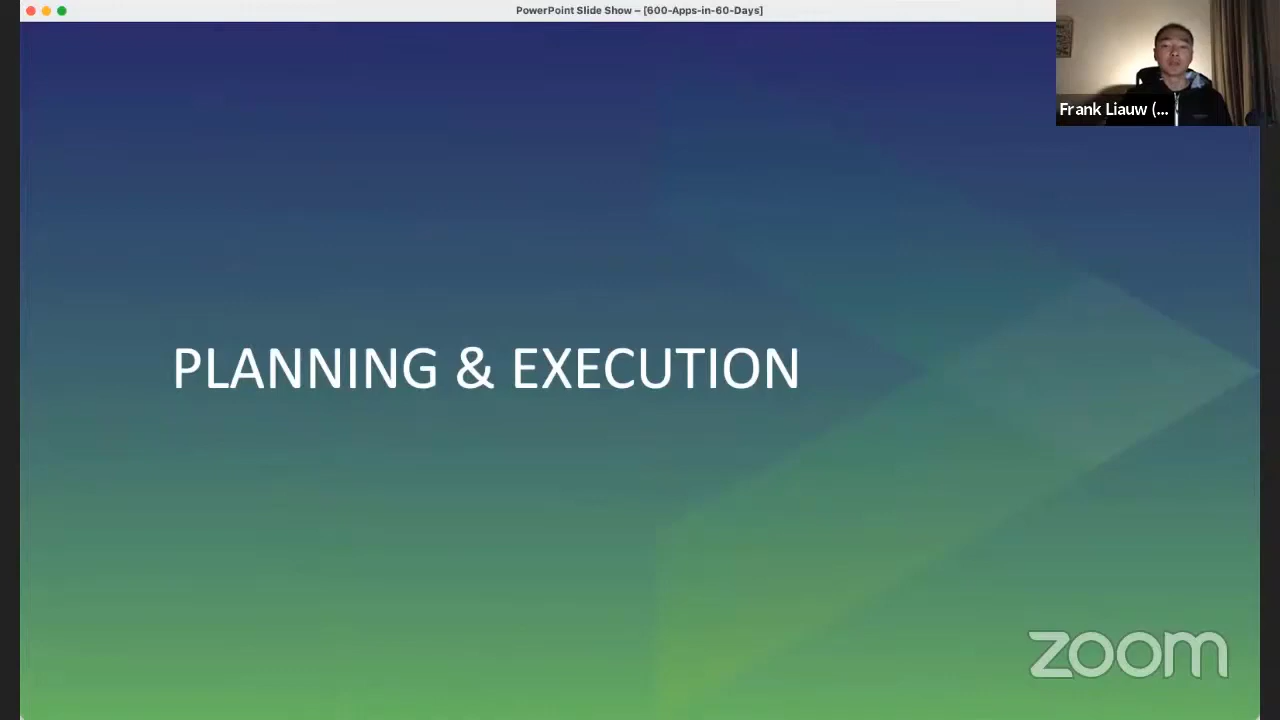 PowerPoint Slide Show – [600-Apps-in-60-Days]
Frank Liauw (...
PLANNING & EXECUTION
zoom